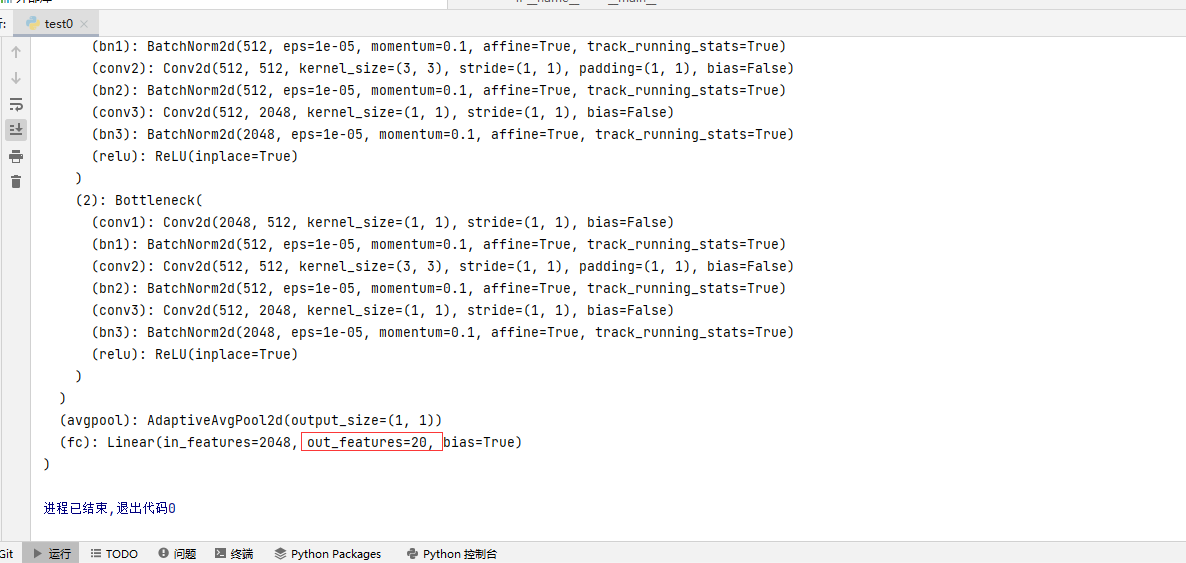 test0
(bn1): BatchNorm2d(512, eps=1e-05, momentum=0.1, affine=True, track_running_stats=True)
(conv2): Conv2d(512, 512, kernel_size=(3, 3), stride=(1, 1), padding=(1, 1), bias=False)
(bn2): BatchNorm2d(512, eps=1e-05, momentum=0.1, affine=True, track_running_stats=True)
(conv3): Conv2d(512, 2048, kernel_size=(1, 1), stride=(1, 1), bias=False)
(bn3): BatchNorm2d(2048, eps=1e-05, momentum=0.1, affine=True, track_running_stats=True)
(relu): ReLU(inplace=True)
)
(2): Bottleneck(
(conv1): Conv2d(2048, 512, kernel_size=(1, 1), stride=(1, 1), bias=False)
(bn1): BatchNorm2d(512, eps=1e-05, momentum=0.1, affine=True, track_running_stats=True)
(conv2): Conv2d(512, 512, kernel_size=(3, 3), stride=(1, 1), padding=(1, 1), bias=False)
(bn2): BatchNorm2d(512, eps=1e-05, momentum=0.1, affine=True, track_running_stats=True)
(conv3): Conv2d(512, 2048, kernel_size=(1, 1), stride=(1, 1), bias=False)
(bn3): BatchNorm2d(2048, eps=1e-05, momentum=0.1, affine=True, track_running_stats=True)
(relu): ReLU(inplace=True)
)
)
(avgpool): AdaptiveAvgPool2d(output_size=(1, 1))
(fc): Linear(in_features=2048, out_features=20, bias=True)
)
进程已结束,退出代码0
Git 运行 TODO 问题 终端 Python Packages Python 控制台